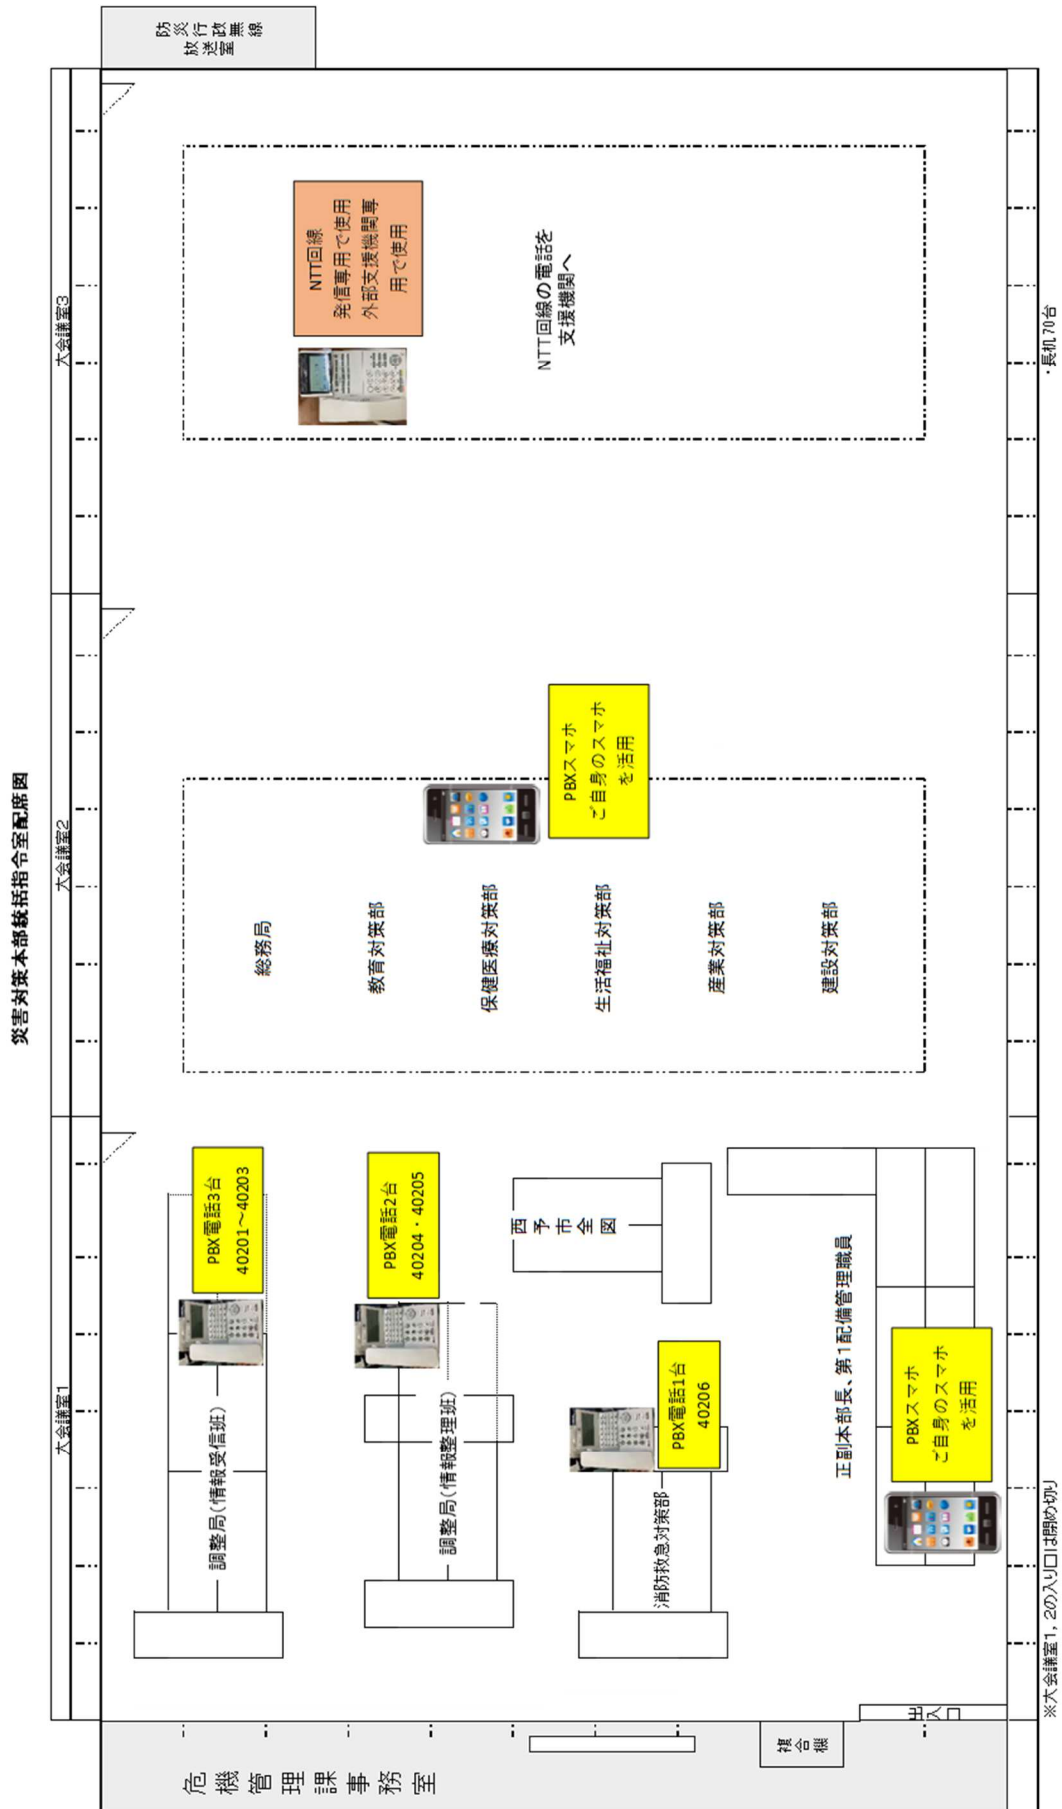 災害対策本部統括指令室配席図
大会議室1
大会議室2
大会議室3
防災行政無線
放送室
PBX電話3台
40201～40203
調整局(情報受信班)
PBX電話2台
40204・40205
調整局(情報整理班)
西予市全図
PBX電話1台
40206
消防救急対策部
正副本部長、第1配備管理職員
PBXスマホ
ご自身のスマホ
を活用
総務局
教育対策部
保健医療対策部
生活福祉対策部
産業対策部
建設対策部
PBXスマホ
ご自身のスマホ
を活用
NTT回線
発信専用で使用
外部支援機関専
用で使用
NTT回線の電話を
支援機関へ
危機管理課事務室
複合機
出入口
※大会議室1，2の入り口は閉め切り
・長机70台